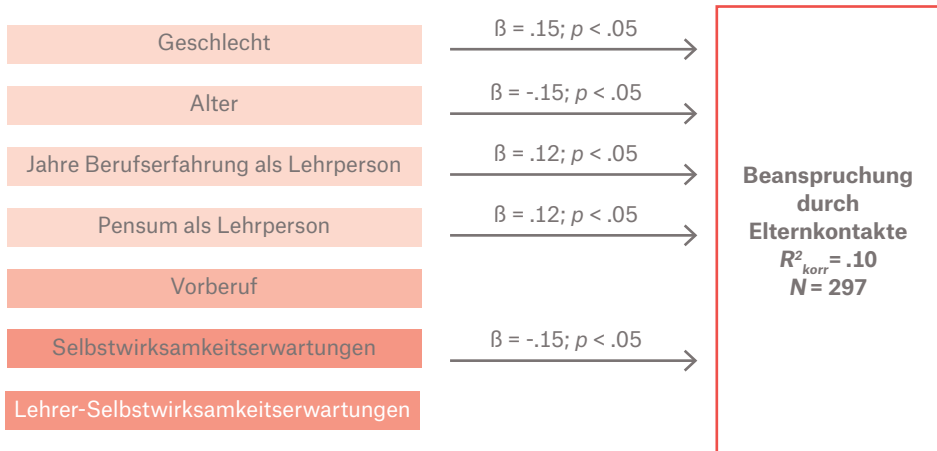 Geschlecht
ß = .15; p < .05
Alter
ß = -.15; p < .05
Jahre Berufserfahrung als Lehrperson
ß = .12; p < .05
Pensum als Lehrperson
ß = .12; p < .05
Vorberuf
Selbstwirksamkeitserwartungen
ß = -.15; p < .05
Lehrer-Selbstwirksamkeitserwartungen
Beanspruchung
durch
Elternkontakte
R²korr = .10
N = 297